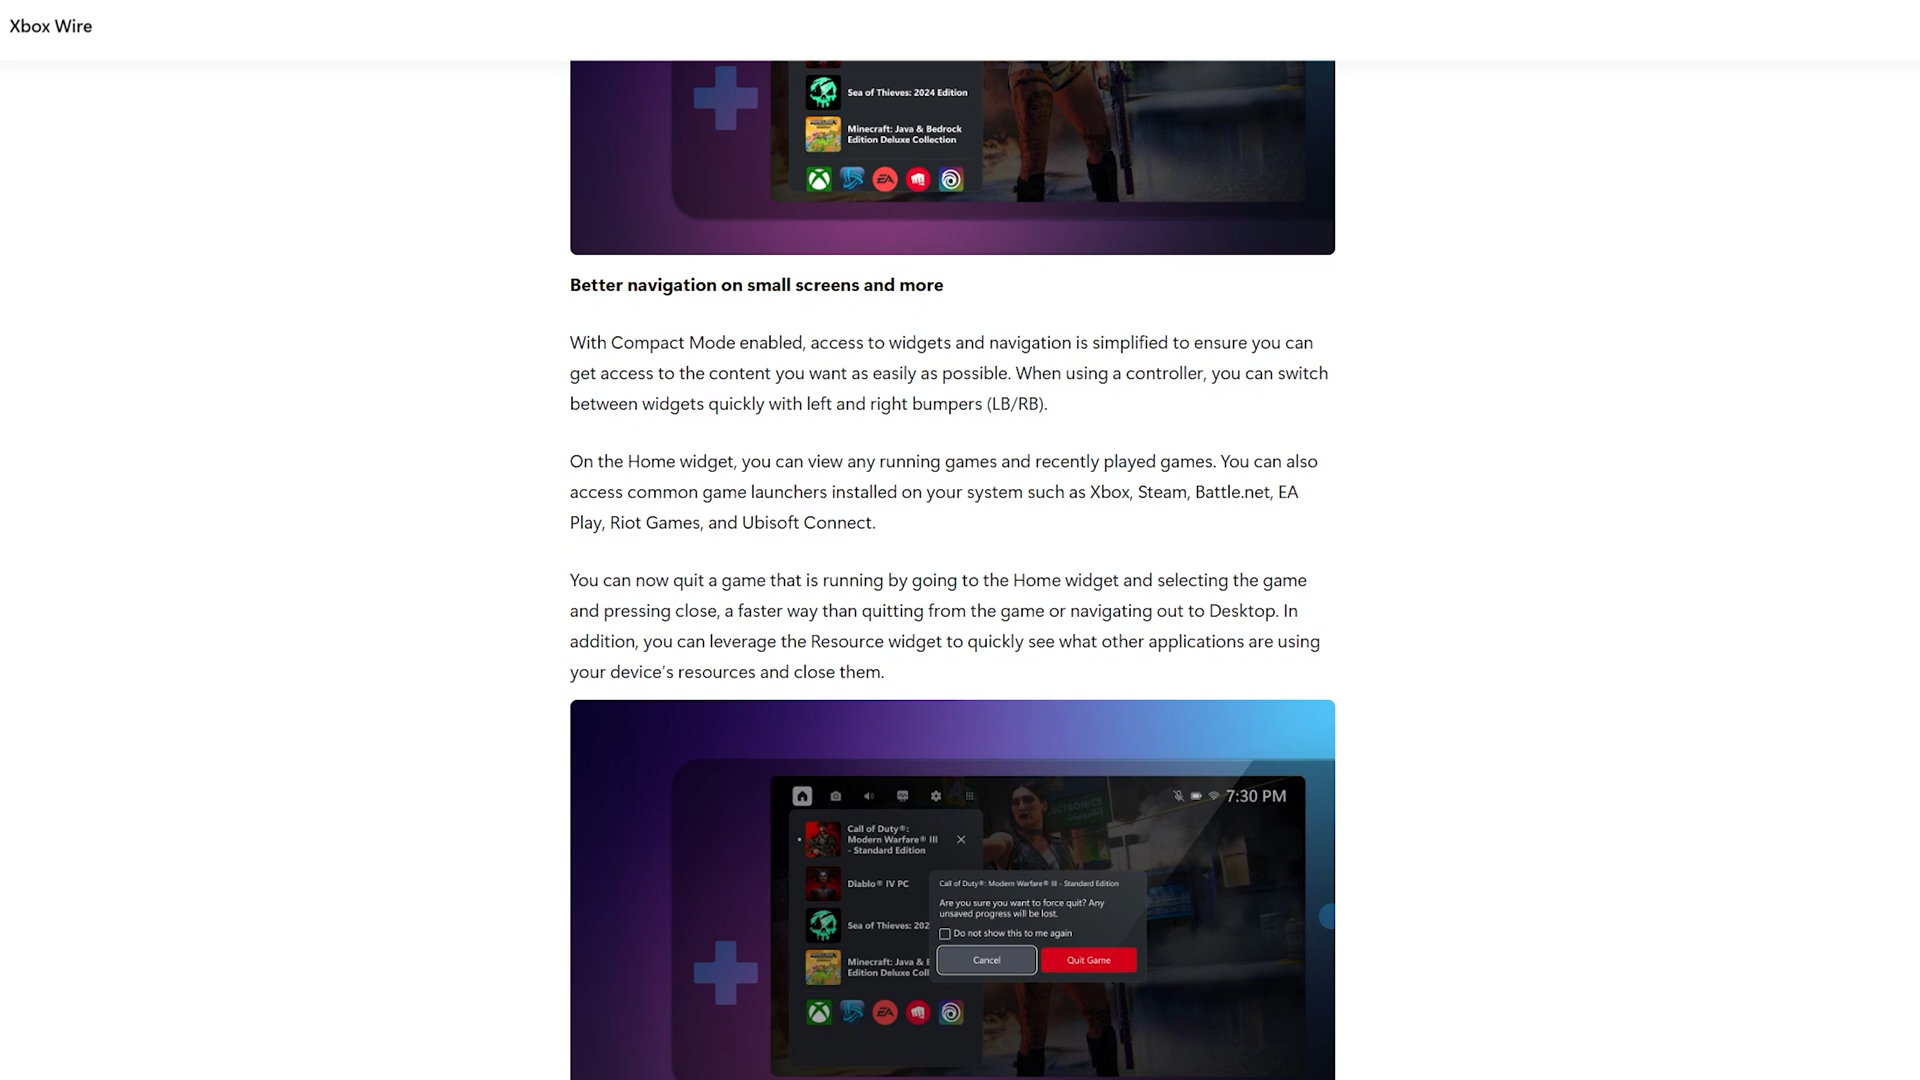 Xbox Wire
Sea of Thieves: 2024 Edition
Minecraft: Java & Bedrock
Edition Deluxe Collection
EA
Better navigation on small screens and more
With Compact Mode enabled, access to widgets and navigation is simplified to ensure you can
get access to the content you want as easily as possible. When using a controller, you can switch
between widgets quickly with left and right bumpers (LB/RB).
On the Home widget, you can view any running games and recently played games. You can also
access common game launchers installed on your system such as Xbox, Steam, Battle.net, EA
Play, Riot Games, and Ubisoft Connect.
You can now quit a game that is running by going to the Home widget and selecting the game
and pressing close, a faster way than quitting from the game or navigating out to Desktop. In
addition, you can leverage the Resource widget to quickly see what other applications are using
your device's resources and close them.
7:30 PM
ELECTRONICS
Call of Duty®:
Modern Warfare® III
- Standard Edition
Diablo® IV PC
Sea of Thieves: 202
Minecraft: Java & B
Edition Deluxe Coll
Call of Duty®: Modern Warfare® III - Standard Edition
Are you sure you want to force quit? Any
unsaved progress will be lost.
Do not show this to me again
Cancel
Quit Game
EA